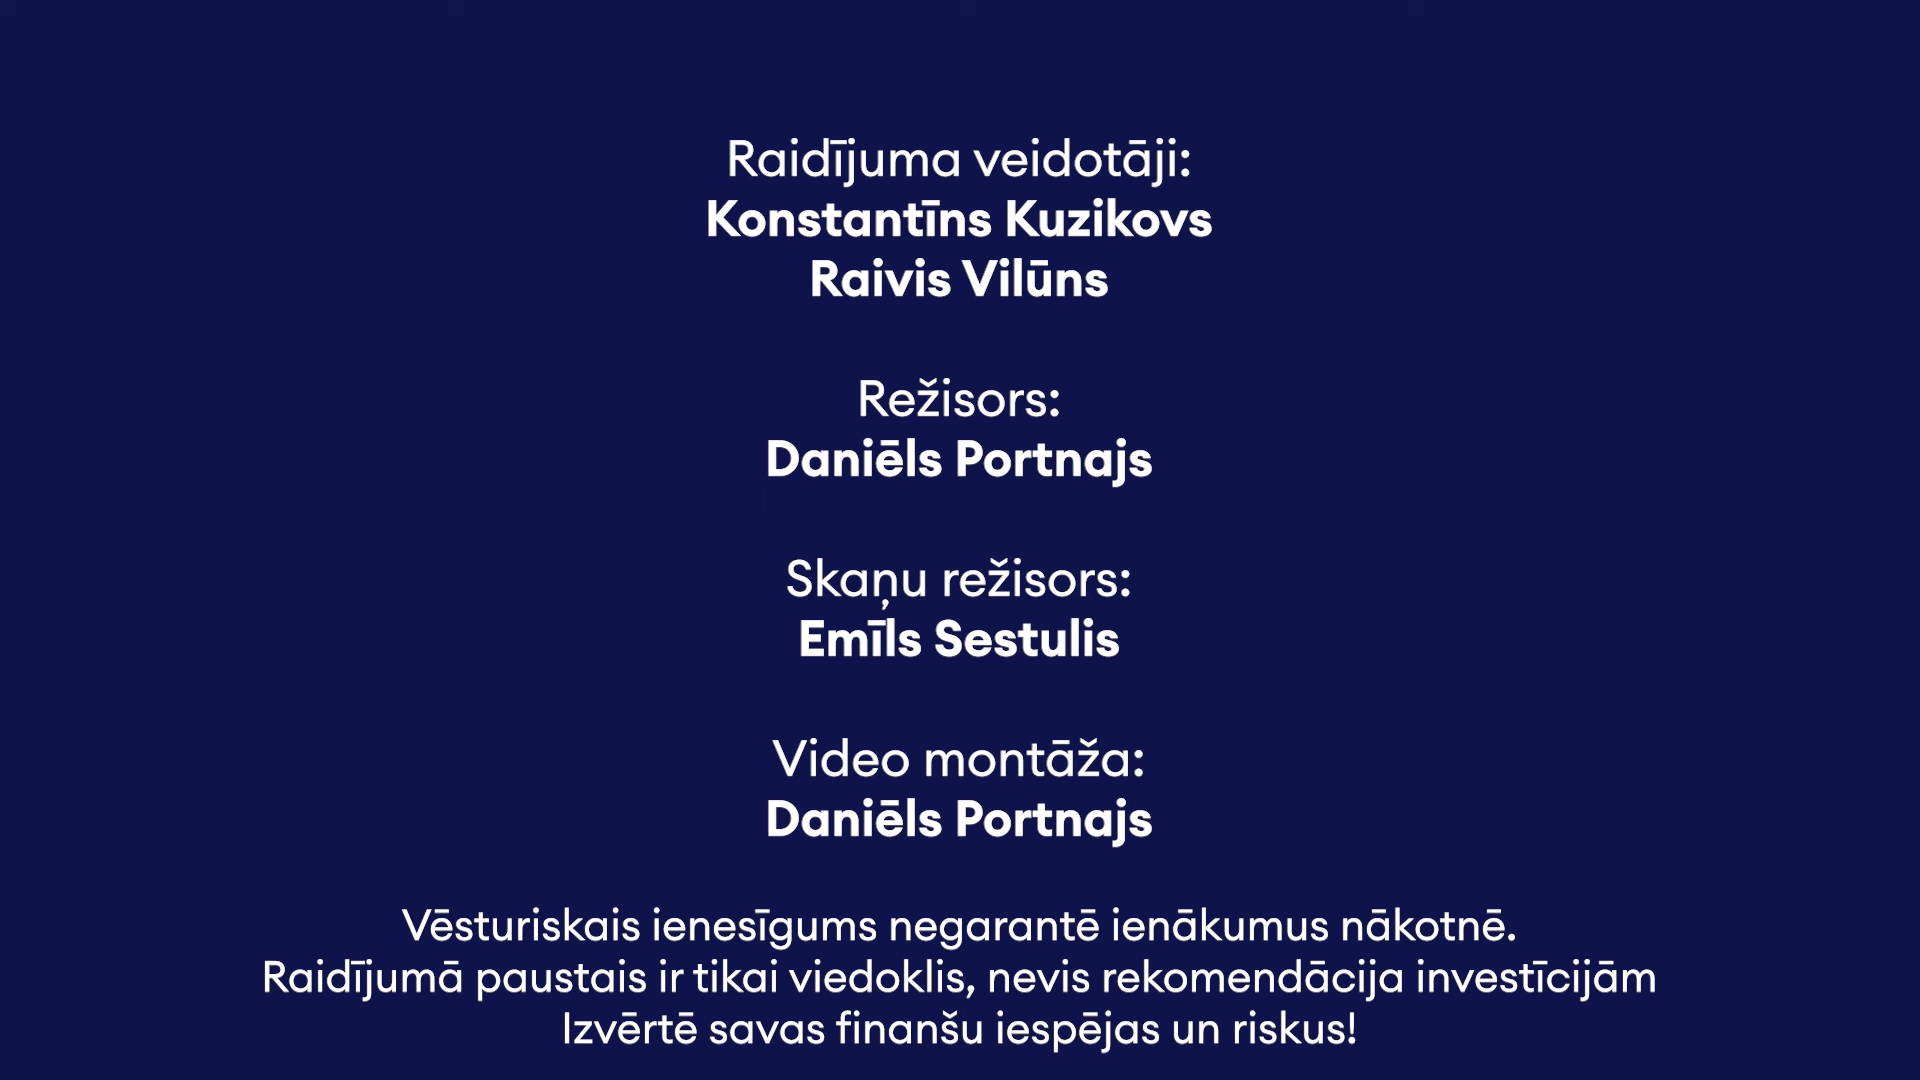 Raidījuma veidotāji:
Konstantīns Kuzikovs
Raivis Vilūns
Režisors:
Daniēls Portnajs
Skaņu režisors:
Emīls Sestulis
Video montāža:
Daniēls Portnajs
Vēsturiskais ienesīgums negarantē ienākumus nākotnē.
Raidījumā paustais ir tikai viedoklis, nevis rekomendācija investīcijām
Izvērtē savas finanšu iespējas un riskus!